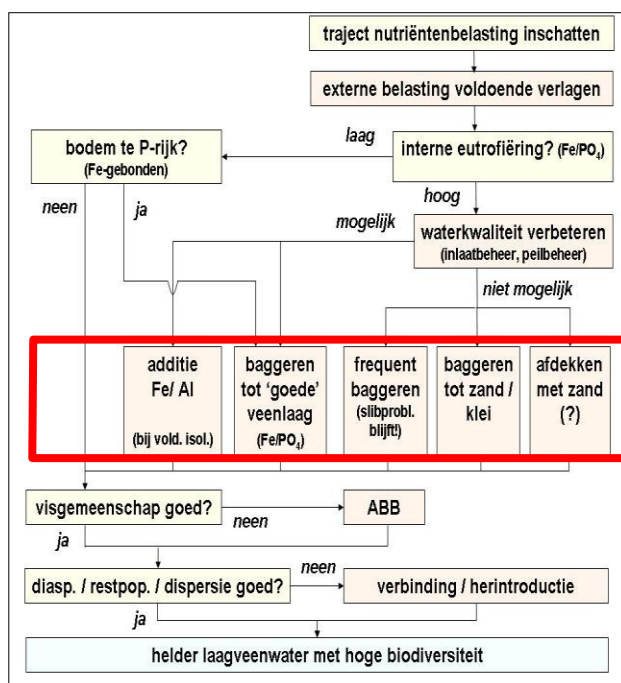 traject nutriëntenbelasting inschatten
externe belasting voldoende verlagen
laag
bodem te P-rijk?
(Fe-gebonden)
interne eutrofiëring? (Fe/PO₄)
neen
ja
hoog
mogelijk
waterkwaliteit verbeteren
(inlaatbeheer, peilbeheer)
niet mogelijk
additie
Fe/ Al
(bij vold. isol.)
baggeren
tot ‘goede’
veenlaag
(Fe/PO₄)
frequent
baggeren
(slibprobl.
blijft!)
baggeren
tot zand /
klei
afdekken
met zand
(?)
visgemeenschap goed?
neen
ABB
ja
diasp. / restpop. / dispersie goed?
neen
verbinding / herintroductie
ja
helder laagveenwater met hoge biodiversiteit